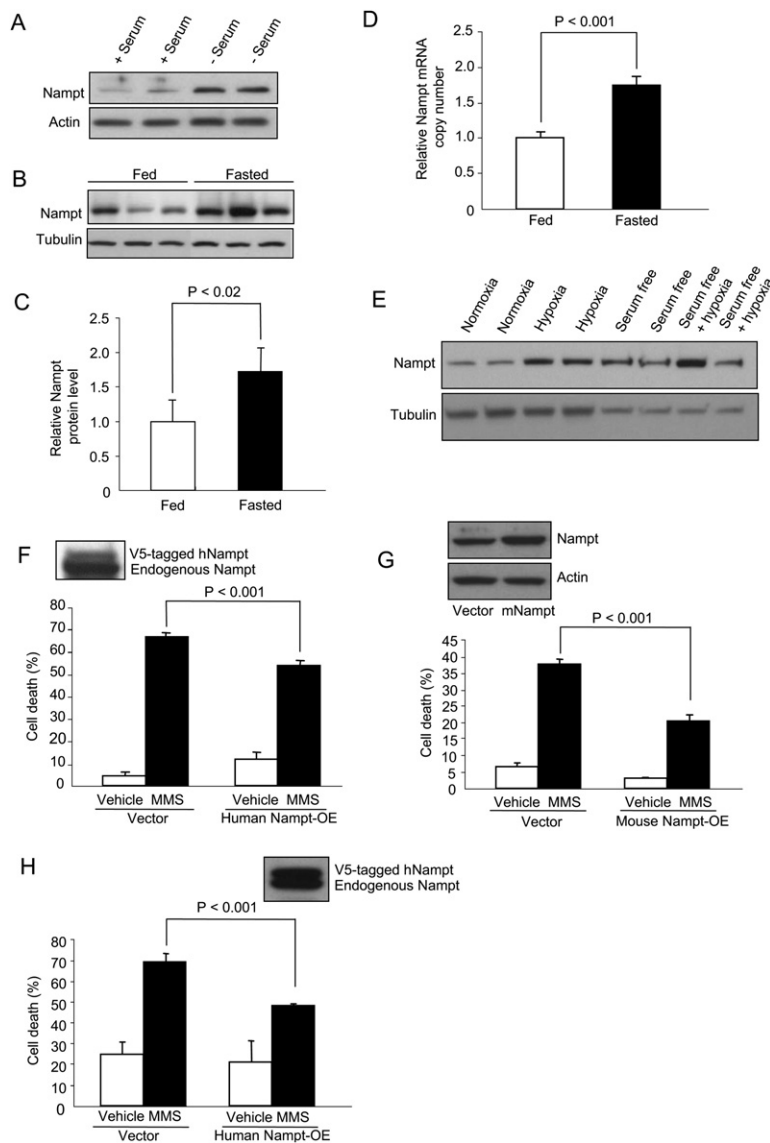 A
+ Serum
+ Serum
- Serum
- Serum
Nampt
Actin
B
Fed
Fasted
Nampt
Tubulin
C
P < 0.02
Relative Nampt
protein level
2.5
2.0
1.5
1.0
0.5
0
Fed
Fasted
D
P < 0.001
Relative Nampt mRNA
copy number
2.5
2.0
1.5
1.0
0.5
0
Fed
Fasted
E
Normoxia
Normoxia
Hypoxia
Hypoxia
Serum free
Serum free
Serum free
+ hypoxia
Serum free
+ hypoxia
Nampt
Tubulin
F
V5-tagged hNampt
Endogenous Nampt
P < 0.001
Cell death (%)
80
70
60
50
40
30
20
10
0
Vehicle MMS
Vehicle MMS
Vector
Human Nampt-OE
G
Nampt
Actin
Vector mNampt
P < 0.001
Cell death (%)
45
40
35
30
25
20
15
10
5
0
Vehicle MMS
Vehicle MMS
Vector
Mouse Nampt-OE
H
V5-tagged hNampt
Endogenous Nampt
P < 0.001
Cell death (%)
80
70
60
50
40
30
20
10
0
Vehicle MMS
Vehicle MMS
Vector
Human Nampt-OE